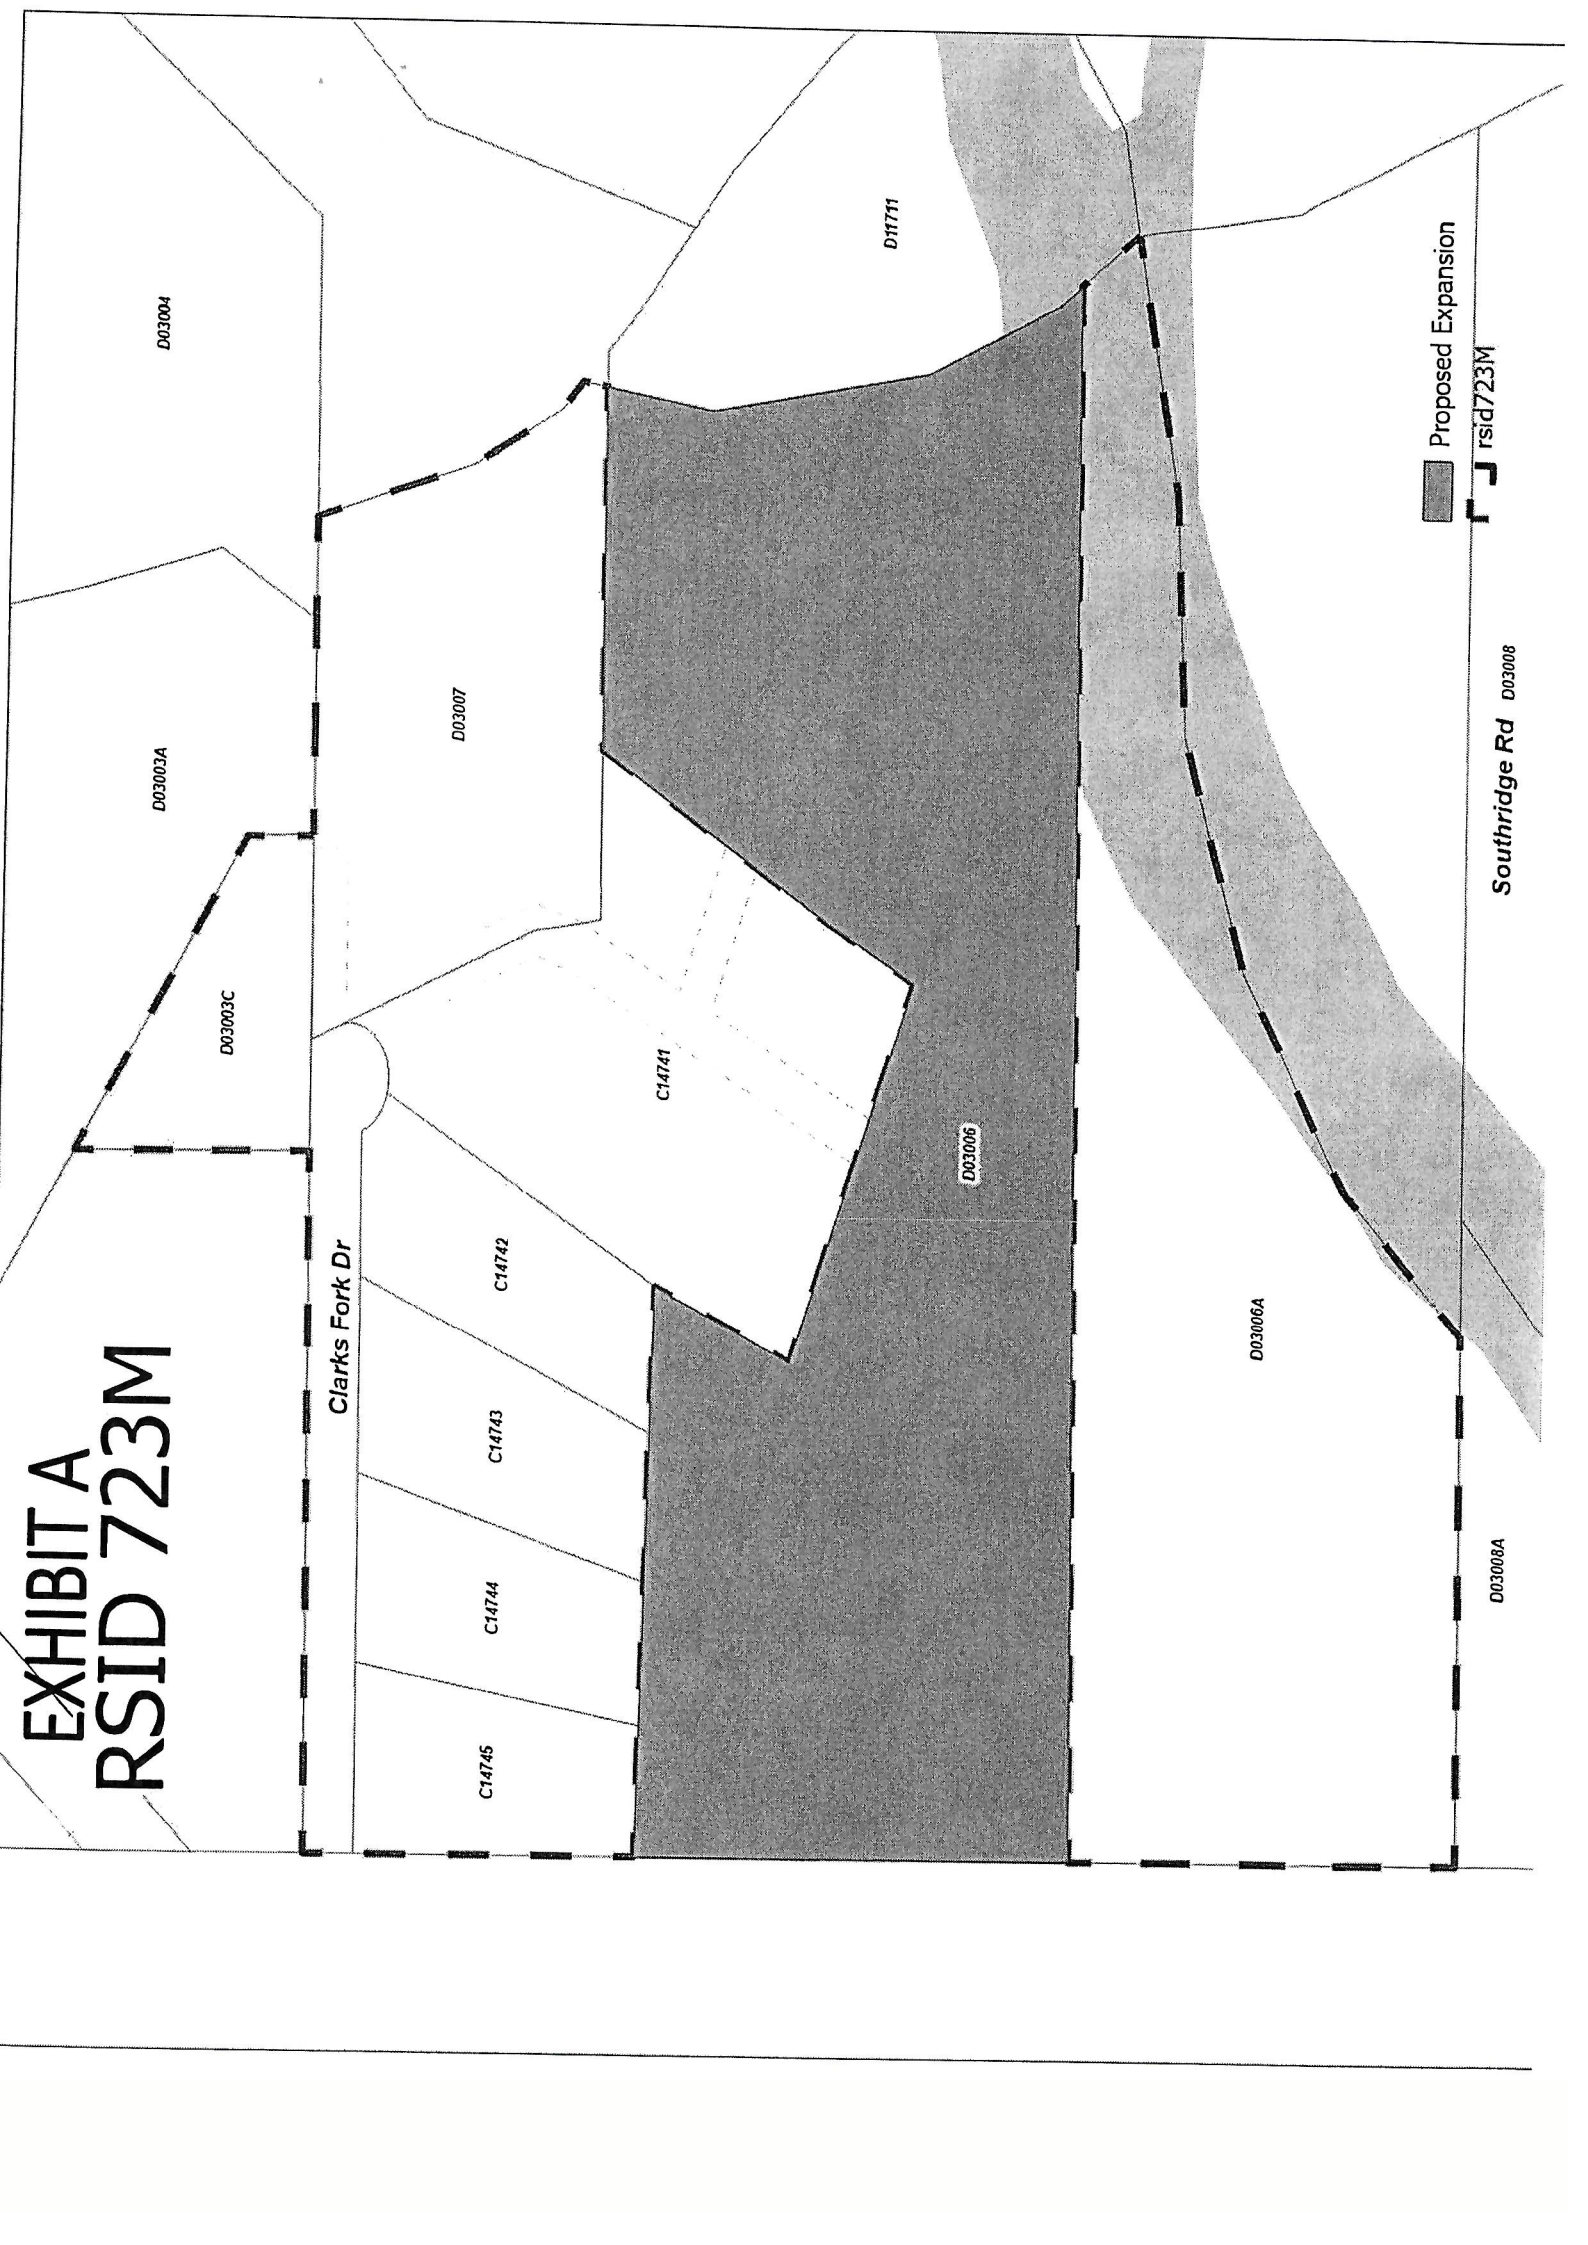 EXHIBIT A
RSID 723M
D03004
D03003A
D03003C
Clarks Fork Dr
D03007
C14741
C14742
C14743
C14744
C14745
D11711
D03006
D03006A
Proposed Expansion
rsid723M
Southridge Rd
D03008
D03008A